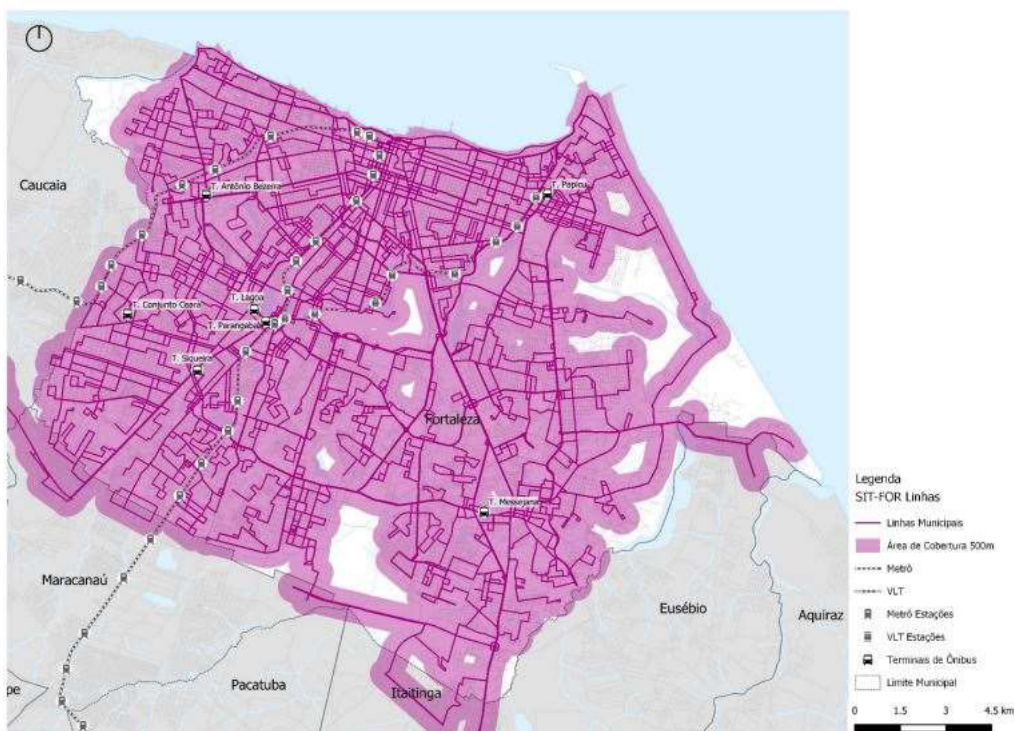 Caucaia
T. Antônio Bezerra
T. Papicu
T. Lagoa
T. Conjunto Ceará
T. Parangaba
T. Siqueira
Fortaleza
T. Messejana
Maracanaú
Eusébio
Aquiraz
Pacatuba
Itaitinga
pe
Legenda
SIT-FOR Linhas
Linhas Municipais
Área de Cobertura 500m
Metrô
VLT
Metrô Estações
VLT Estações
Terminais de Ônibus
Limite Municipal
0 1.5 3 4.5 km